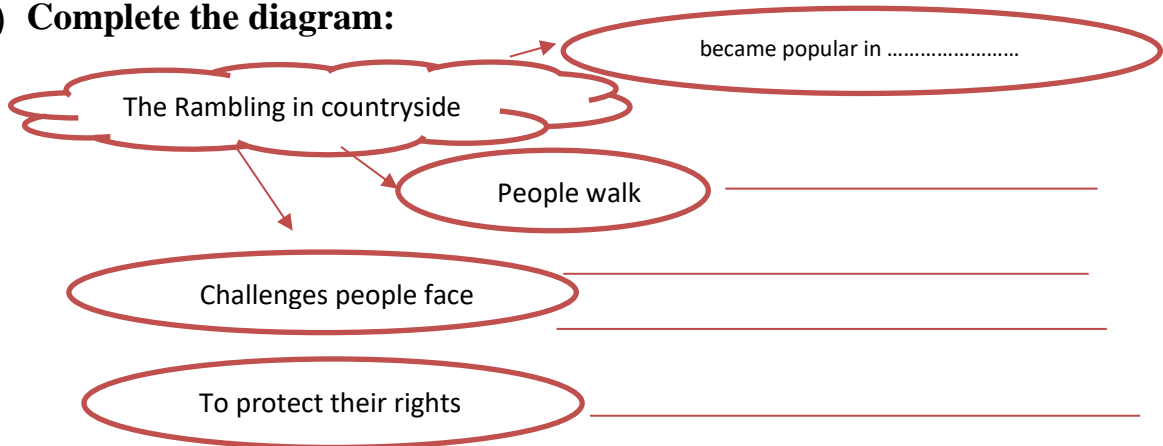 ) Complete the diagram:
became popular in ……………………
The Rambling in countryside
People walk
Challenges people face
To protect their rights